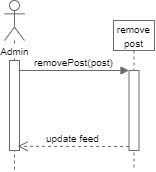 remove
post
Admin
removePost(post)
update feed